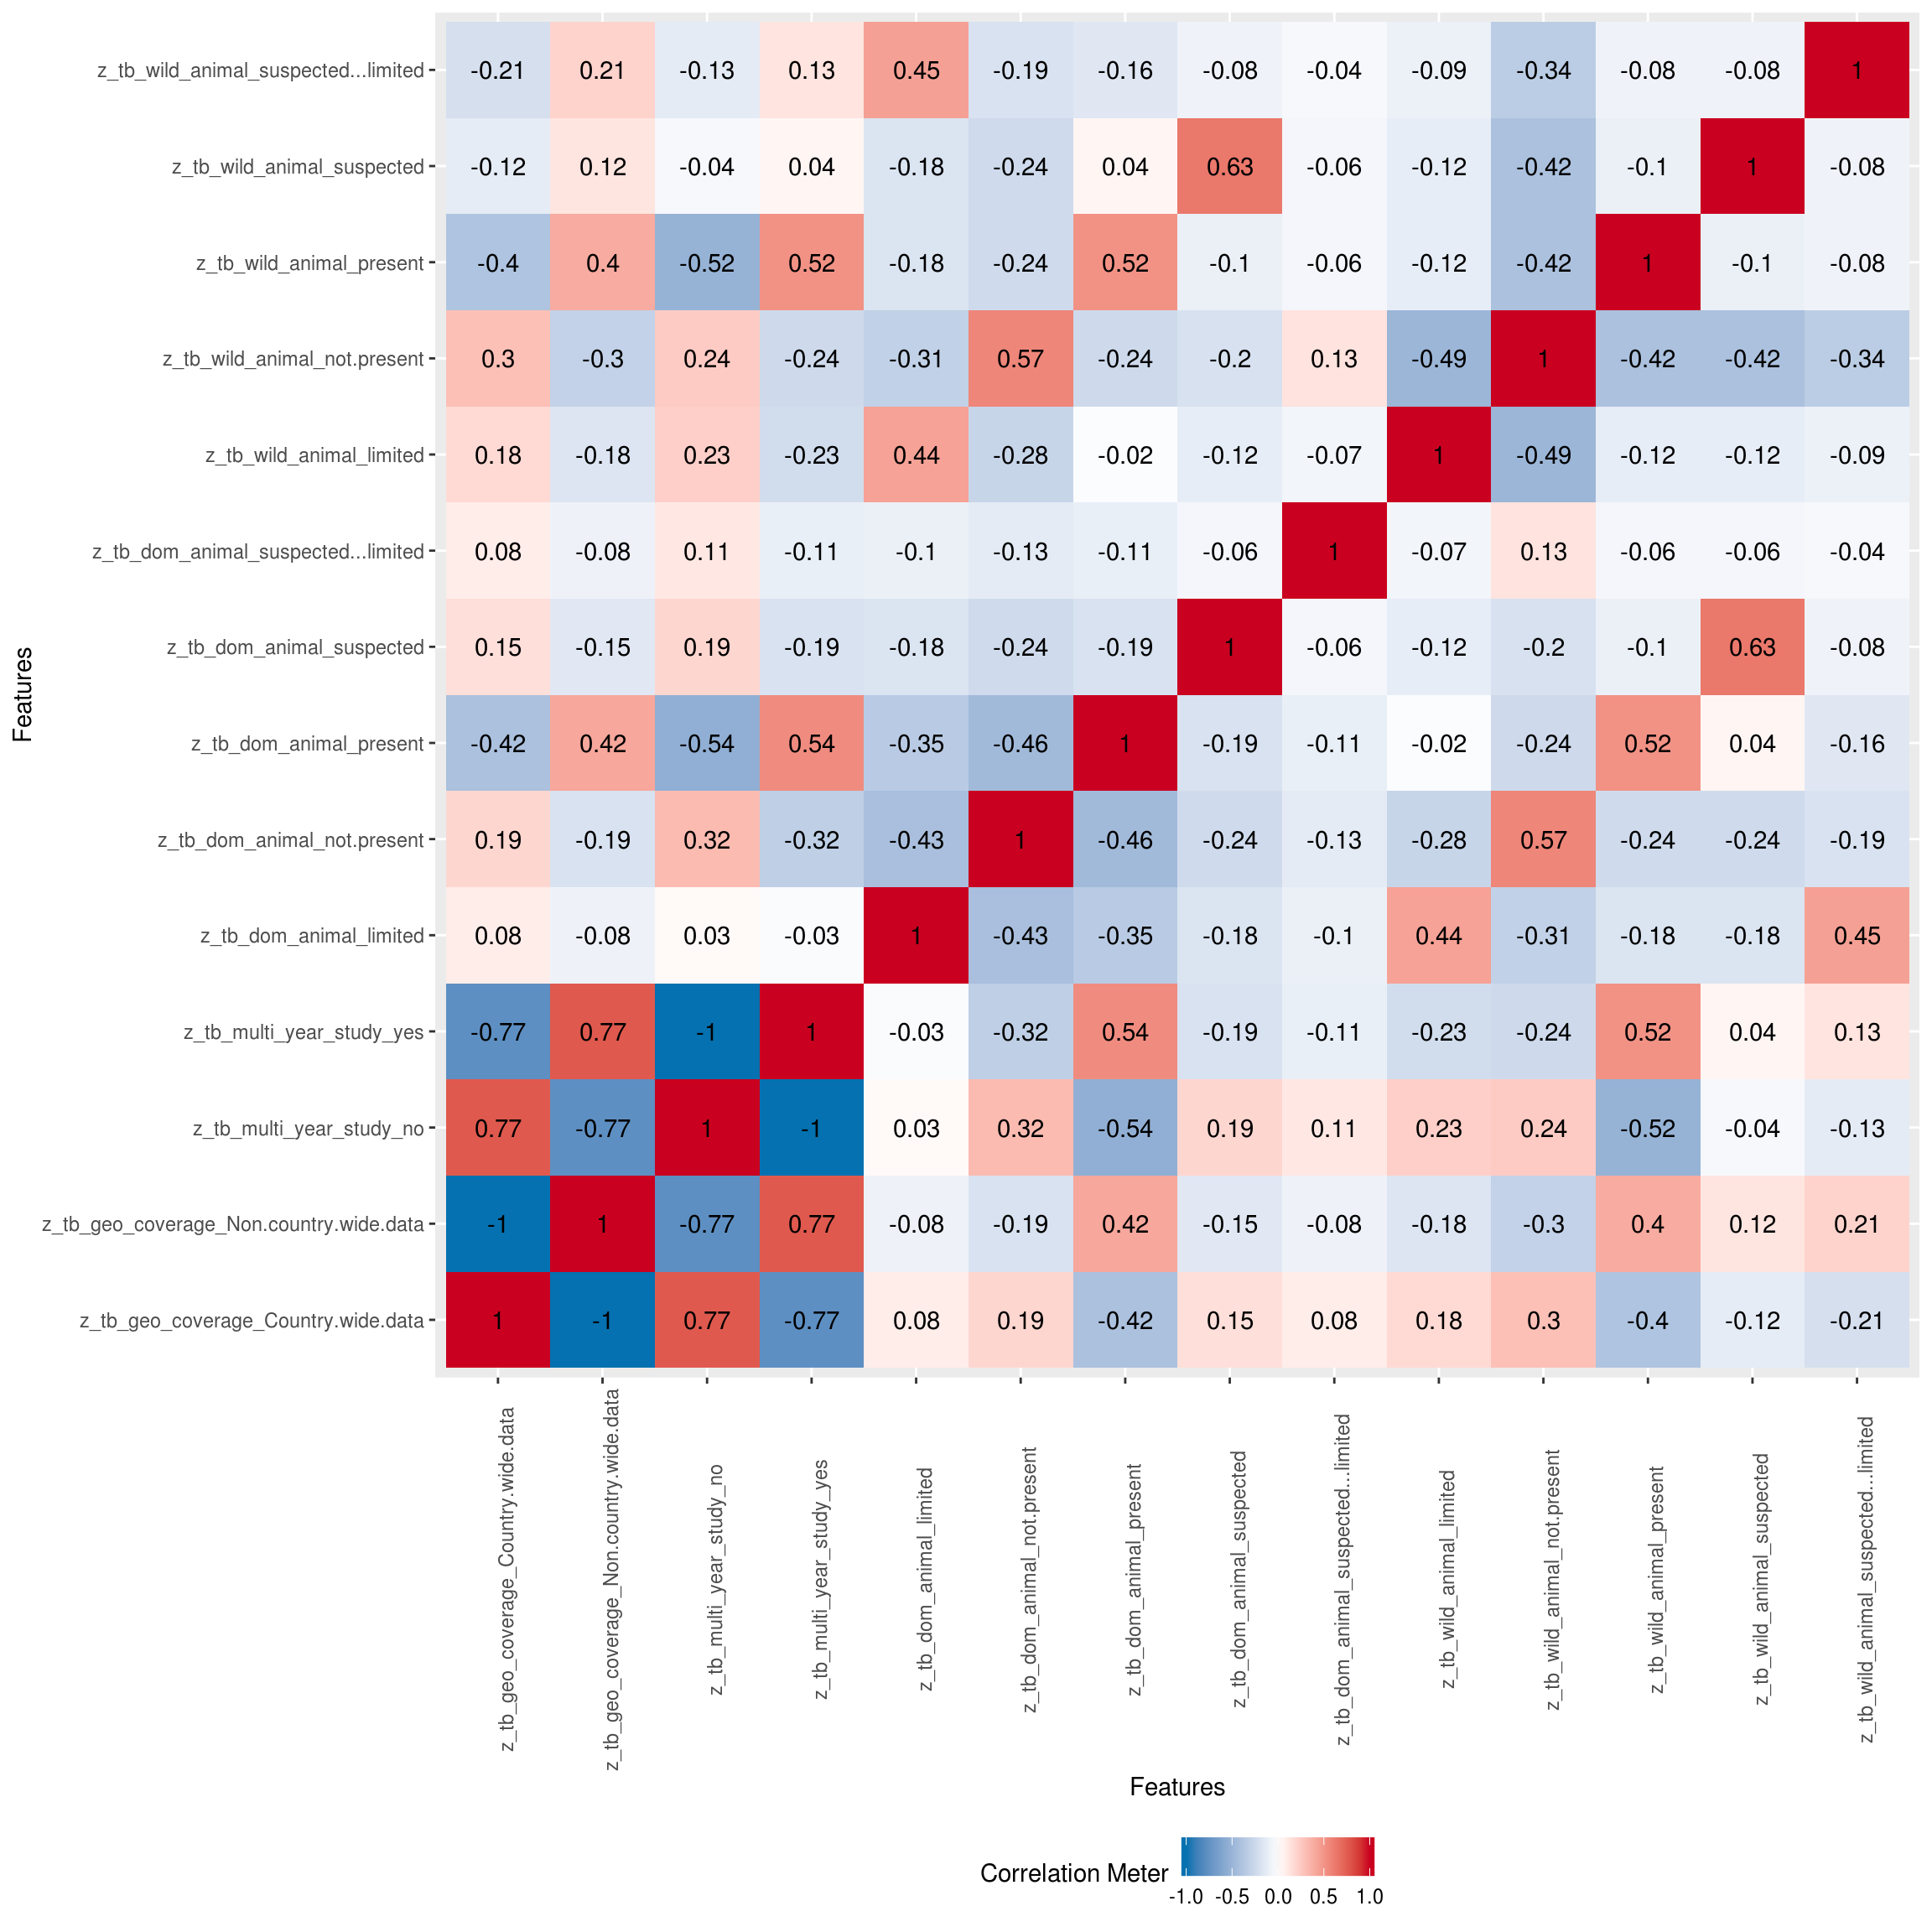 Features
z_tb_wild_animal_suspected...limited -0.21 0.21 -0.13 0.13 0.45 -0.19 -0.16 -0.08 -0.04 -0.09 -0.34 -0.08 -0.08 1
z_tb_wild_animal_suspected -0.12 0.12 -0.04 0.04 -0.18 -0.24 0.04 0.63 -0.06 -0.12 -0.42 -0.1 1 -0.08
z_tb_wild_animal_present -0.4 0.4 -0.52 0.52 -0.18 -0.24 0.52 -0.1 -0.06 -0.12 -0.42 1 -0.1 -0.08
z_tb_wild_animal_not.present 0.3 -0.3 0.24 -0.24 -0.31 0.57 -0.24 -0.2 0.13 -0.49 1 -0.42 -0.42 -0.34
z_tb_wild_animal_limited 0.18 -0.18 0.23 -0.23 0.44 -0.28 -0.02 -0.12 -0.07 1 -0.49 -0.12 -0.12 -0.09
z_tb_dom_animal_suspected...limited 0.08 -0.08 0.11 -0.11 -0.1 -0.13 -0.11 -0.06 1 -0.07 0.13 -0.06 -0.06 -0.04
z_tb_dom_animal_suspected 0.15 -0.15 0.19 -0.19 -0.18 -0.24 -0.19 1 -0.06 -0.12 -0.2 -0.1 0.63 -0.08
z_tb_dom_animal_present -0.42 0.42 -0.54 0.54 -0.35 -0.46 1 -0.19 -0.11 -0.02 -0.24 0.52 0.04 -0.16
z_tb_dom_animal_not.present 0.19 -0.19 0.32 -0.32 -0.43 1 -0.46 -0.24 -0.13 -0.28 0.57 -0.24 -0.24 -0.19
z_tb_dom_animal_limited 0.08 -0.08 0.03 -0.03 1 -0.43 -0.35 -0.18 -0.1 0.44 -0.31 -0.18 -0.18 0.45
z_tb_multi_year_study_yes -0.77 0.77 -1 1 -0.03 -0.32 0.54 -0.19 -0.11 -0.23 -0.24 0.52 0.04 0.13
z_tb_multi_year_study_no 0.77 -0.77 1 -1 0.03 0.32 -0.54 0.19 0.11 0.23 0.24 -0.52 -0.04 -0.13
z_tb_geo_coverage_Non.country.wide.data -1 1 -0.77 0.77 -0.08 -0.19 0.42 -0.15 -0.08 -0.18 -0.3 0.4 0.12 0.21
z_tb_geo_coverage_Country.wide.data 1 -1 0.77 -0.77 0.08 0.19 -0.42 0.15 0.08 0.18 0.3 -0.4 -0.12 -0.21
z_tb_geo_coverage_Country.wide.data
z_tb_geo_coverage_Non.country.wide.data
z_tb_multi_year_study_no
z_tb_multi_year_study_yes
z_tb_dom_animal_limited
z_tb_dom_animal_not.present
z_tb_dom_animal_present
z_tb_dom_animal_suspected
z_tb_dom_animal_suspected...limited
z_tb_wild_animal_limited
z_tb_wild_animal_not.present
z_tb_wild_animal_present
z_tb_wild_animal_suspected
z_tb_wild_animal_suspected...limited
Features
Correlation Meter
-1.0 -0.5 0.0 0.5 1.0